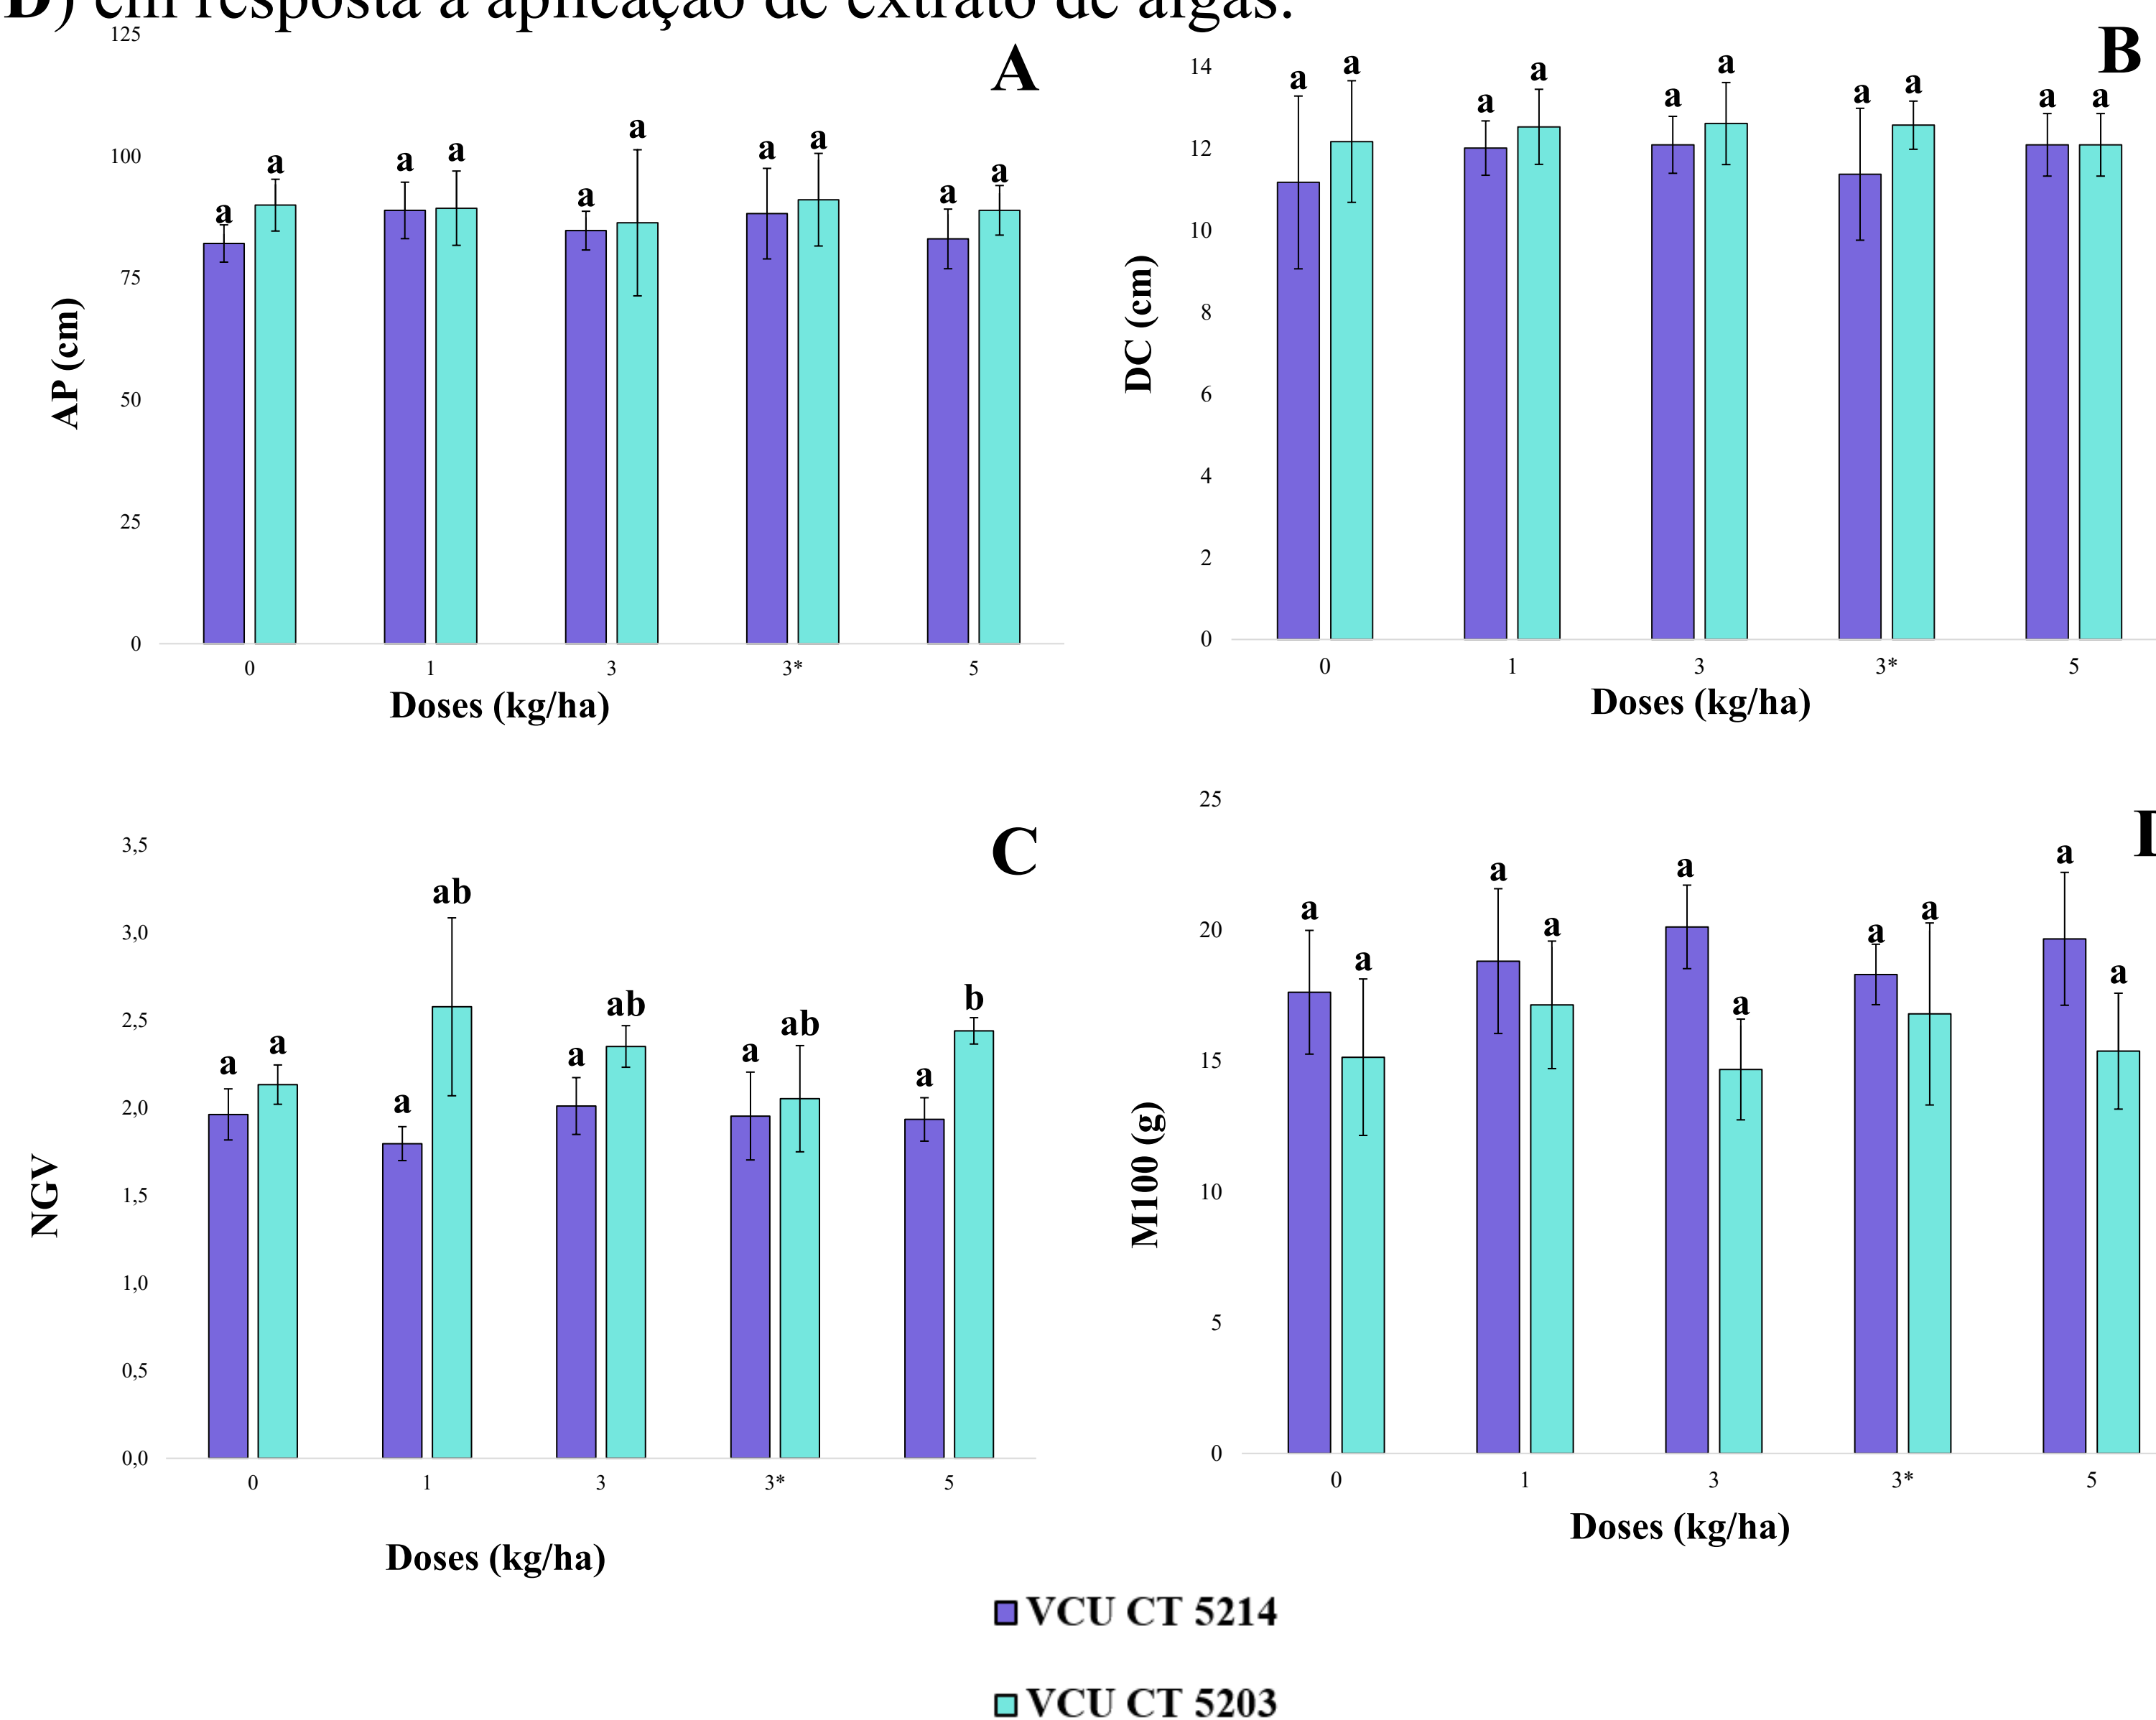 D) em resposta à aplicação de extrato de algas.
A
125
100
75
50
25
0
AP (cm)
a a a a a a a a a a
0 1 3 3* 5
Doses (kg/ha)
B
14
12
10
8
6
4
2
0
DC (cm)
a a a a a a a a a a
0 1 3 3* 5
Doses (kg/ha)
C
3,5
3,0
2,5
2,0
1,5
1,0
0,5
0,0
NGV
a a a ab a ab a ab a b
0 1 3 3* 5
Doses (kg/ha)
25
20
15
10
5
0
M100 (g)
a a a a a a a a a a
0 1 3 3* 5
Doses (kg/ha)
VCU CT 5214
VCU CT 5203